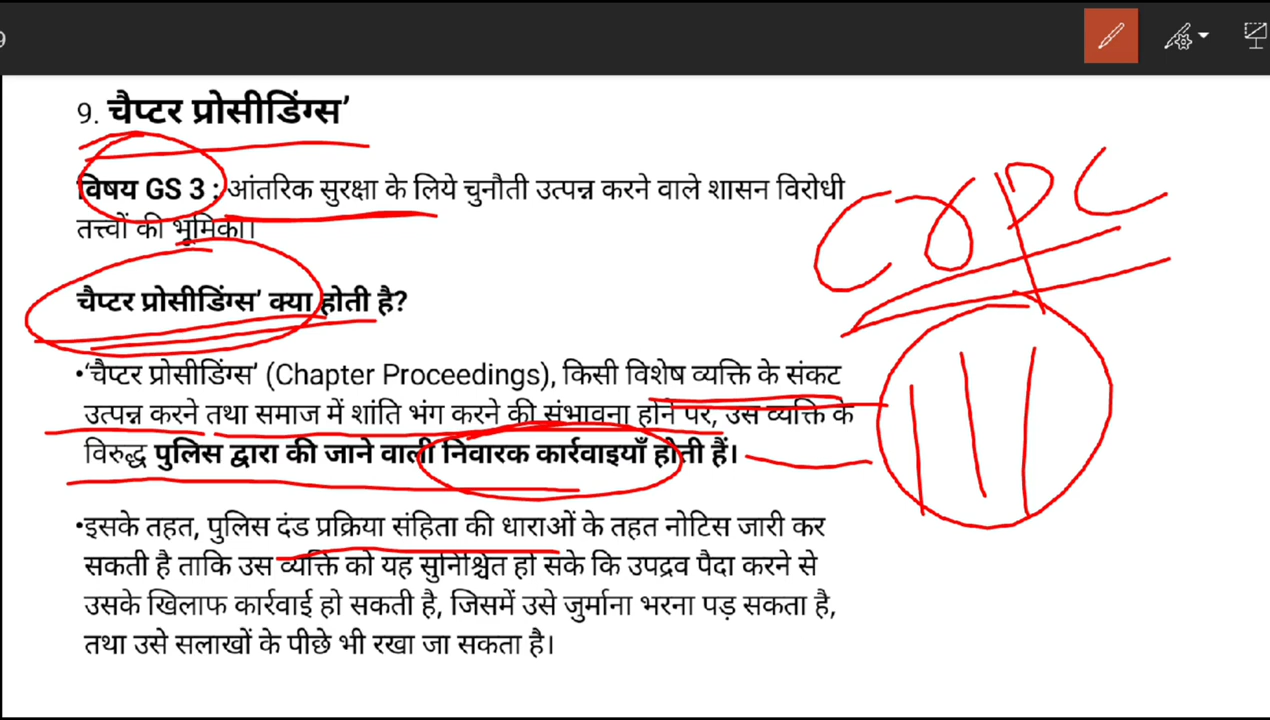 9
9. चैप्टर प्रोसीडिंग्स’
विषय GS 3 : आंतरिक सुरक्षा के लिये चुनौती उत्पन्न करने वाले शासन विरोधी
तत्त्वों की भूमिका।
CrPC
चैप्टर प्रोसीडिंग्स’ क्या होती है?
•‘चैप्टर प्रोसीडिंग्स’ (Chapter Proceedings), किसी विशेष व्यक्ति के संकट
उत्पन्न करने तथा समाज में शांति भंग करने की संभावना होने पर, उस व्यक्ति के
विरुद्ध पुलिस द्वारा की जाने वाली निवारक कार्रवाइयाँ होती हैं।
•इसके तहत, पुलिस दंड प्रक्रिया संहिता की धाराओं के तहत नोटिस जारी कर
सकती है ताकि उस व्यक्ति को यह सुनिश्चित हो सके कि उपद्रव पैदा करने से
उसके खिलाफ कार्रवाई हो सकती है, जिसमें उसे जुर्माना भरना पड़ सकता है,
तथा उसे सलाखों के पीछे भी रखा जा सकता है।